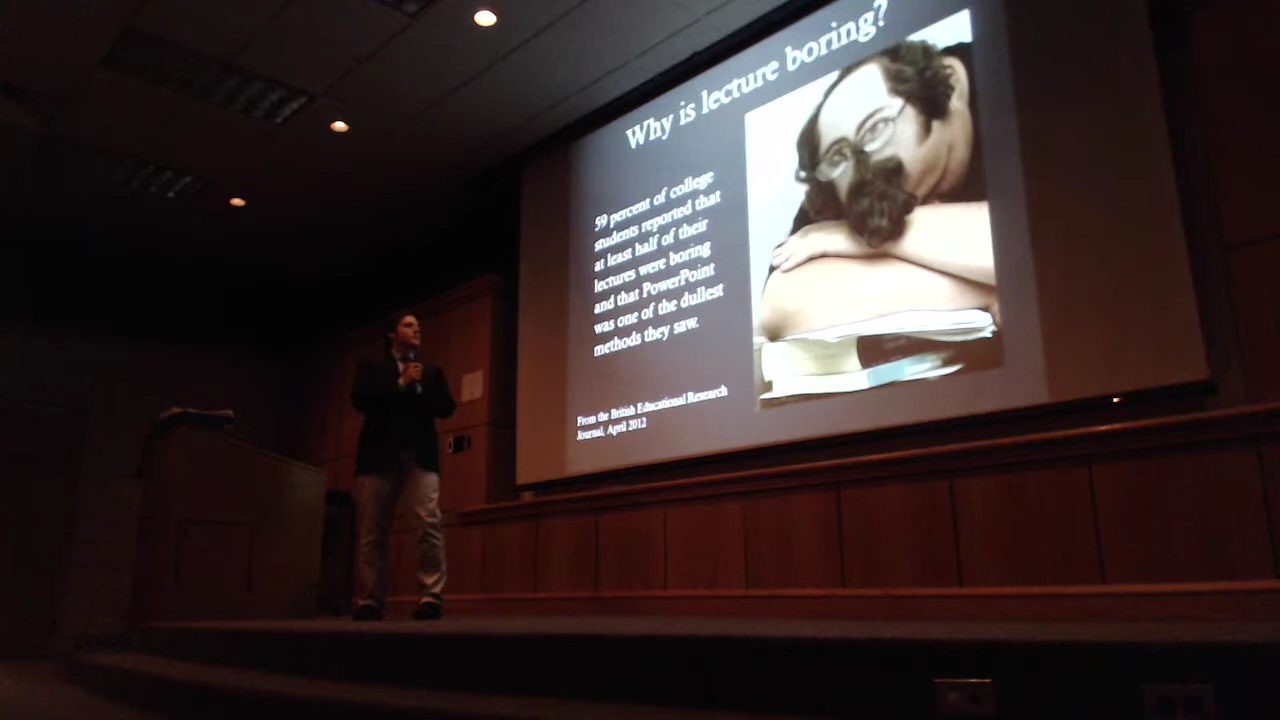 Why is lecture boring?
59 percent of college
students reported that
at least half of their
lectures were boring
and that PowerPoint
was one of the dullest
methods they saw.
From the British Educational Research
Journal, April 2012